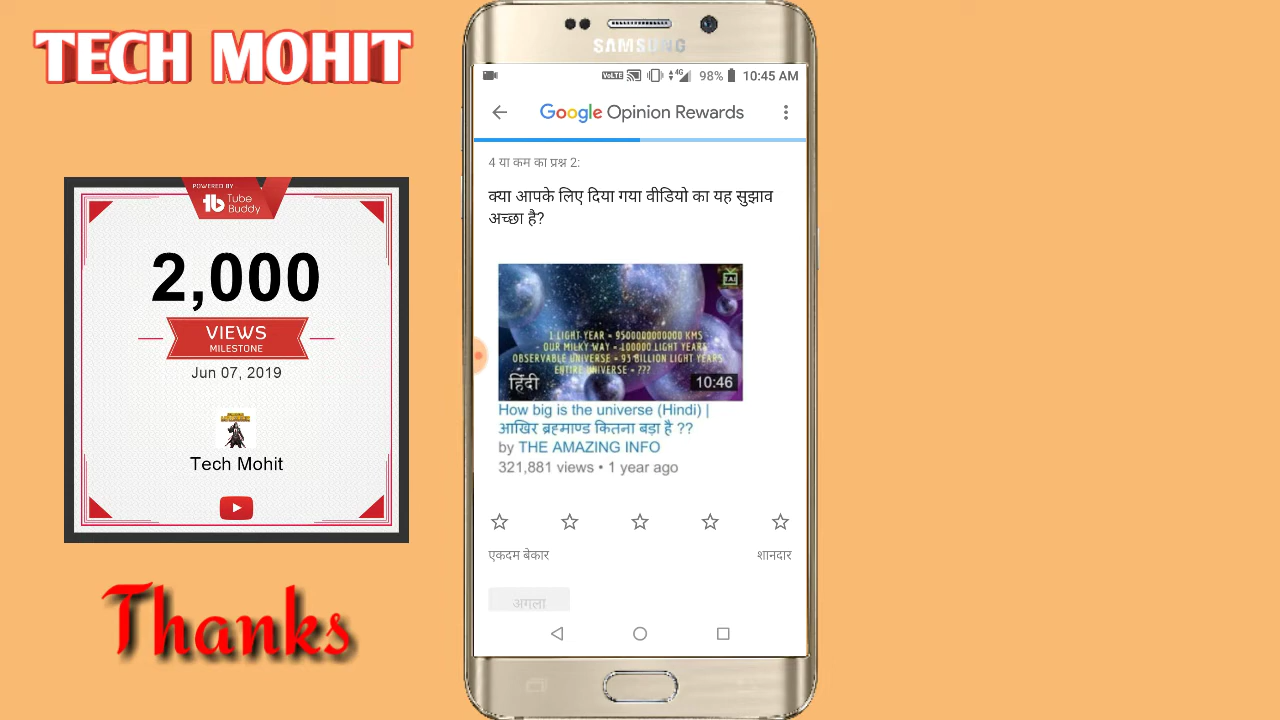 TECH MOHIT
POWERED BY
tb Tube
Buddy
2,000
VIEWS
MILESTONE
Jun 07, 2019
Tech Mohit
Thanks
SAMSUNG
VoLTE 4G 98% 10:45 AM
Google Opinion Rewards
4 या कम का प्रश्न 2:
क्या आपके लिए दिया गया वीडियो का यह सुझाव
अच्छा है?
TAI
1 LIGHT YEAR = 9500000000000 KMS
- OUR MILKY WAY = 100000 LIGHT YEARS
OBSERVABLE UNIVERSE = 93 BILLION LIGHT YEARS
ENTIRE UNIVERSE = ???
हिंदी
10:46
How big is the universe (Hindi) |
आखिर ब्रह्माण्ड कितना बड़ा है ??
by THE AMAZING INFO
321,881 views • 1 year ago
एकदम बेकार शानदार
अगला